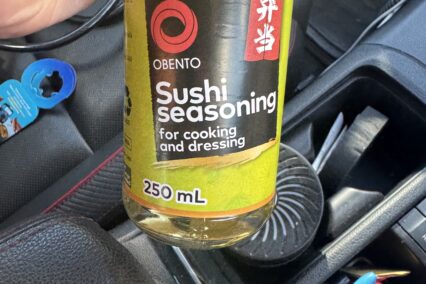 弁当
OBENTO
Sushi
seasoning
for cooking
and dressing
250 mL